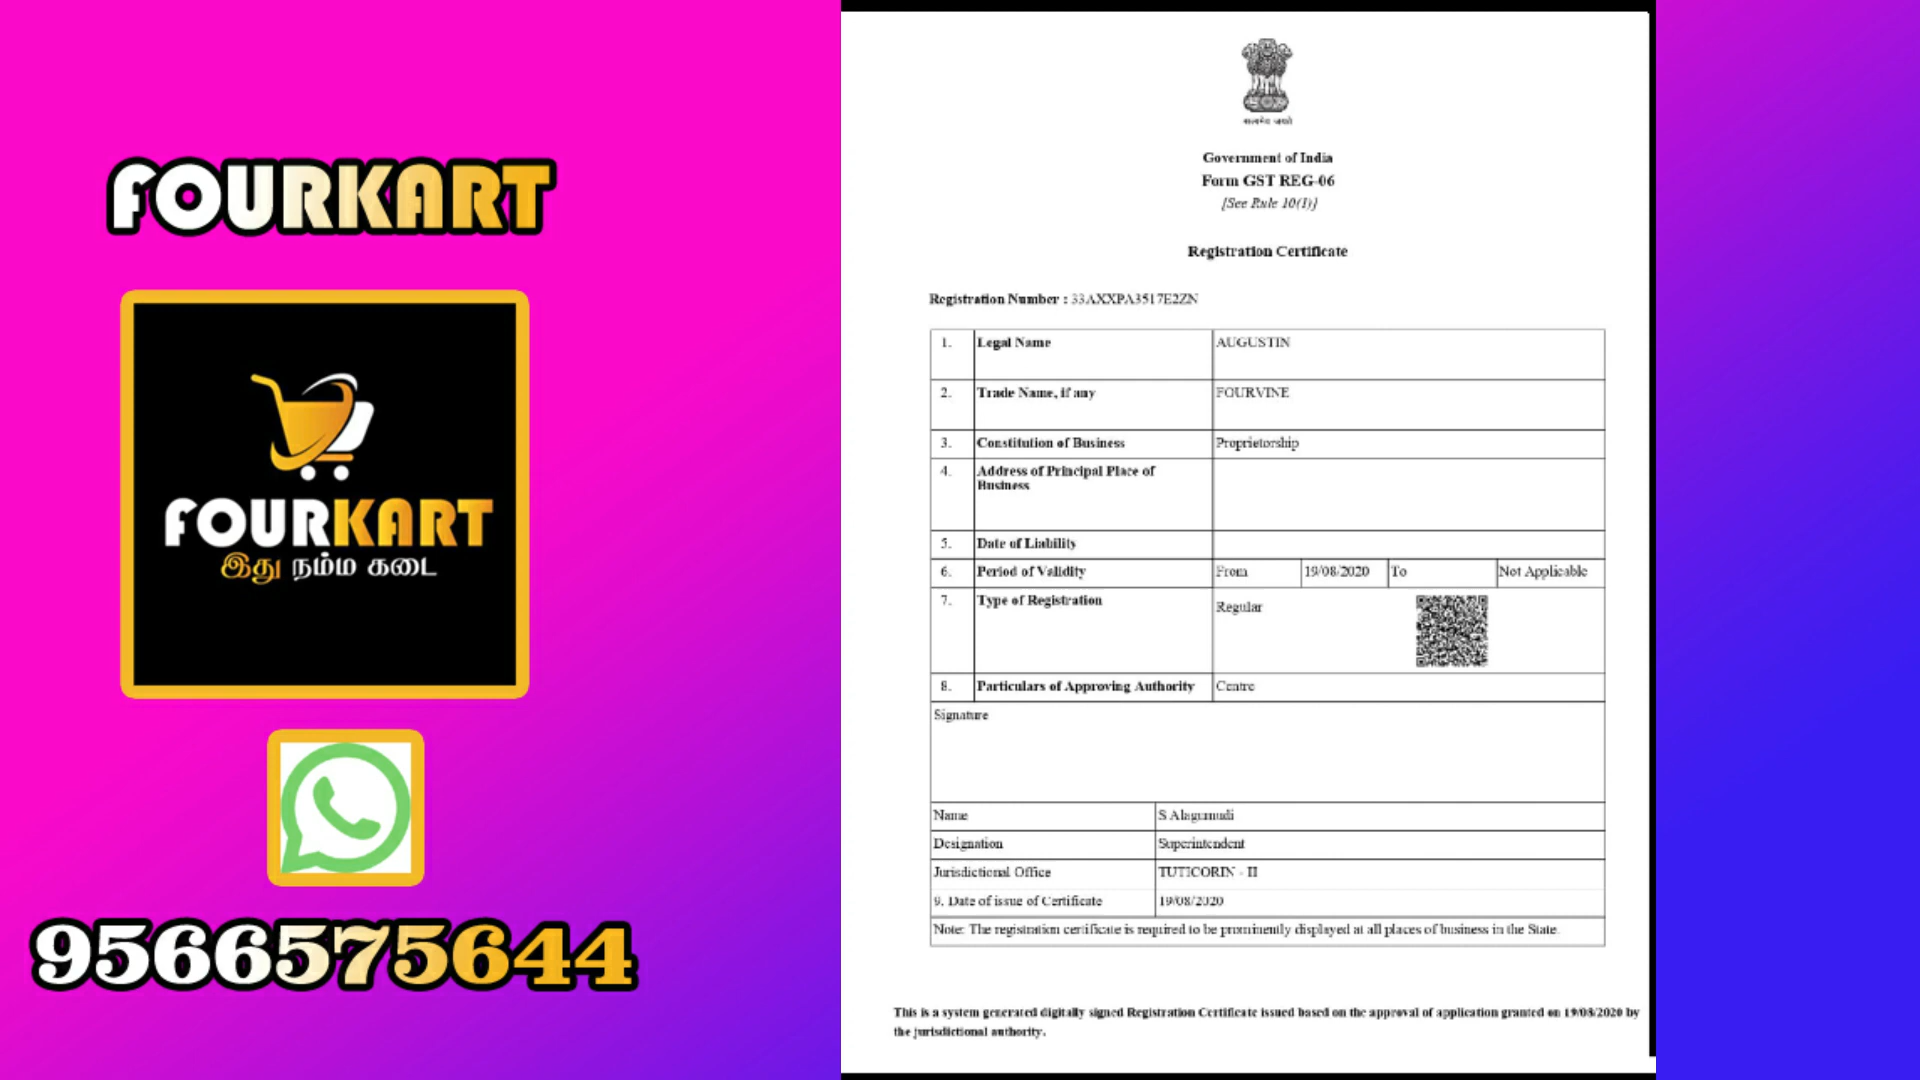 FOURKART
FOURKART
இது நம்ம கடை
9566575644
सत्यमेव जयते
Government of India
Form GST REG-06
[See Rule 10(1)]
Registration Certificate
Registration Number : 33AXXPA3517E2ZN
1. Legal Name AUGUSTIN
2. Trade Name, if any FOURVINE
3. Constitution of Business Proprietorship
4. Address of Principal Place of
Business
5. Date of Liability
6. Period of Validity From 19/08/2020 To Not Applicable
7. Type of Registration Regular
8. Particulars of Approving Authority Centre
Signature
Name S Alagumudi
Designation Superintendent
Jurisdictional Office TUTICORIN - II
9. Date of issue of Certificate 19/08/2020
Note: The registration certificate is required to be prominently displayed at all places of business in the State.
This is a system generated digitally signed Registration Certificate issued based on the approval of application granted on 19/08/2020 by
the jurisdictional authority.